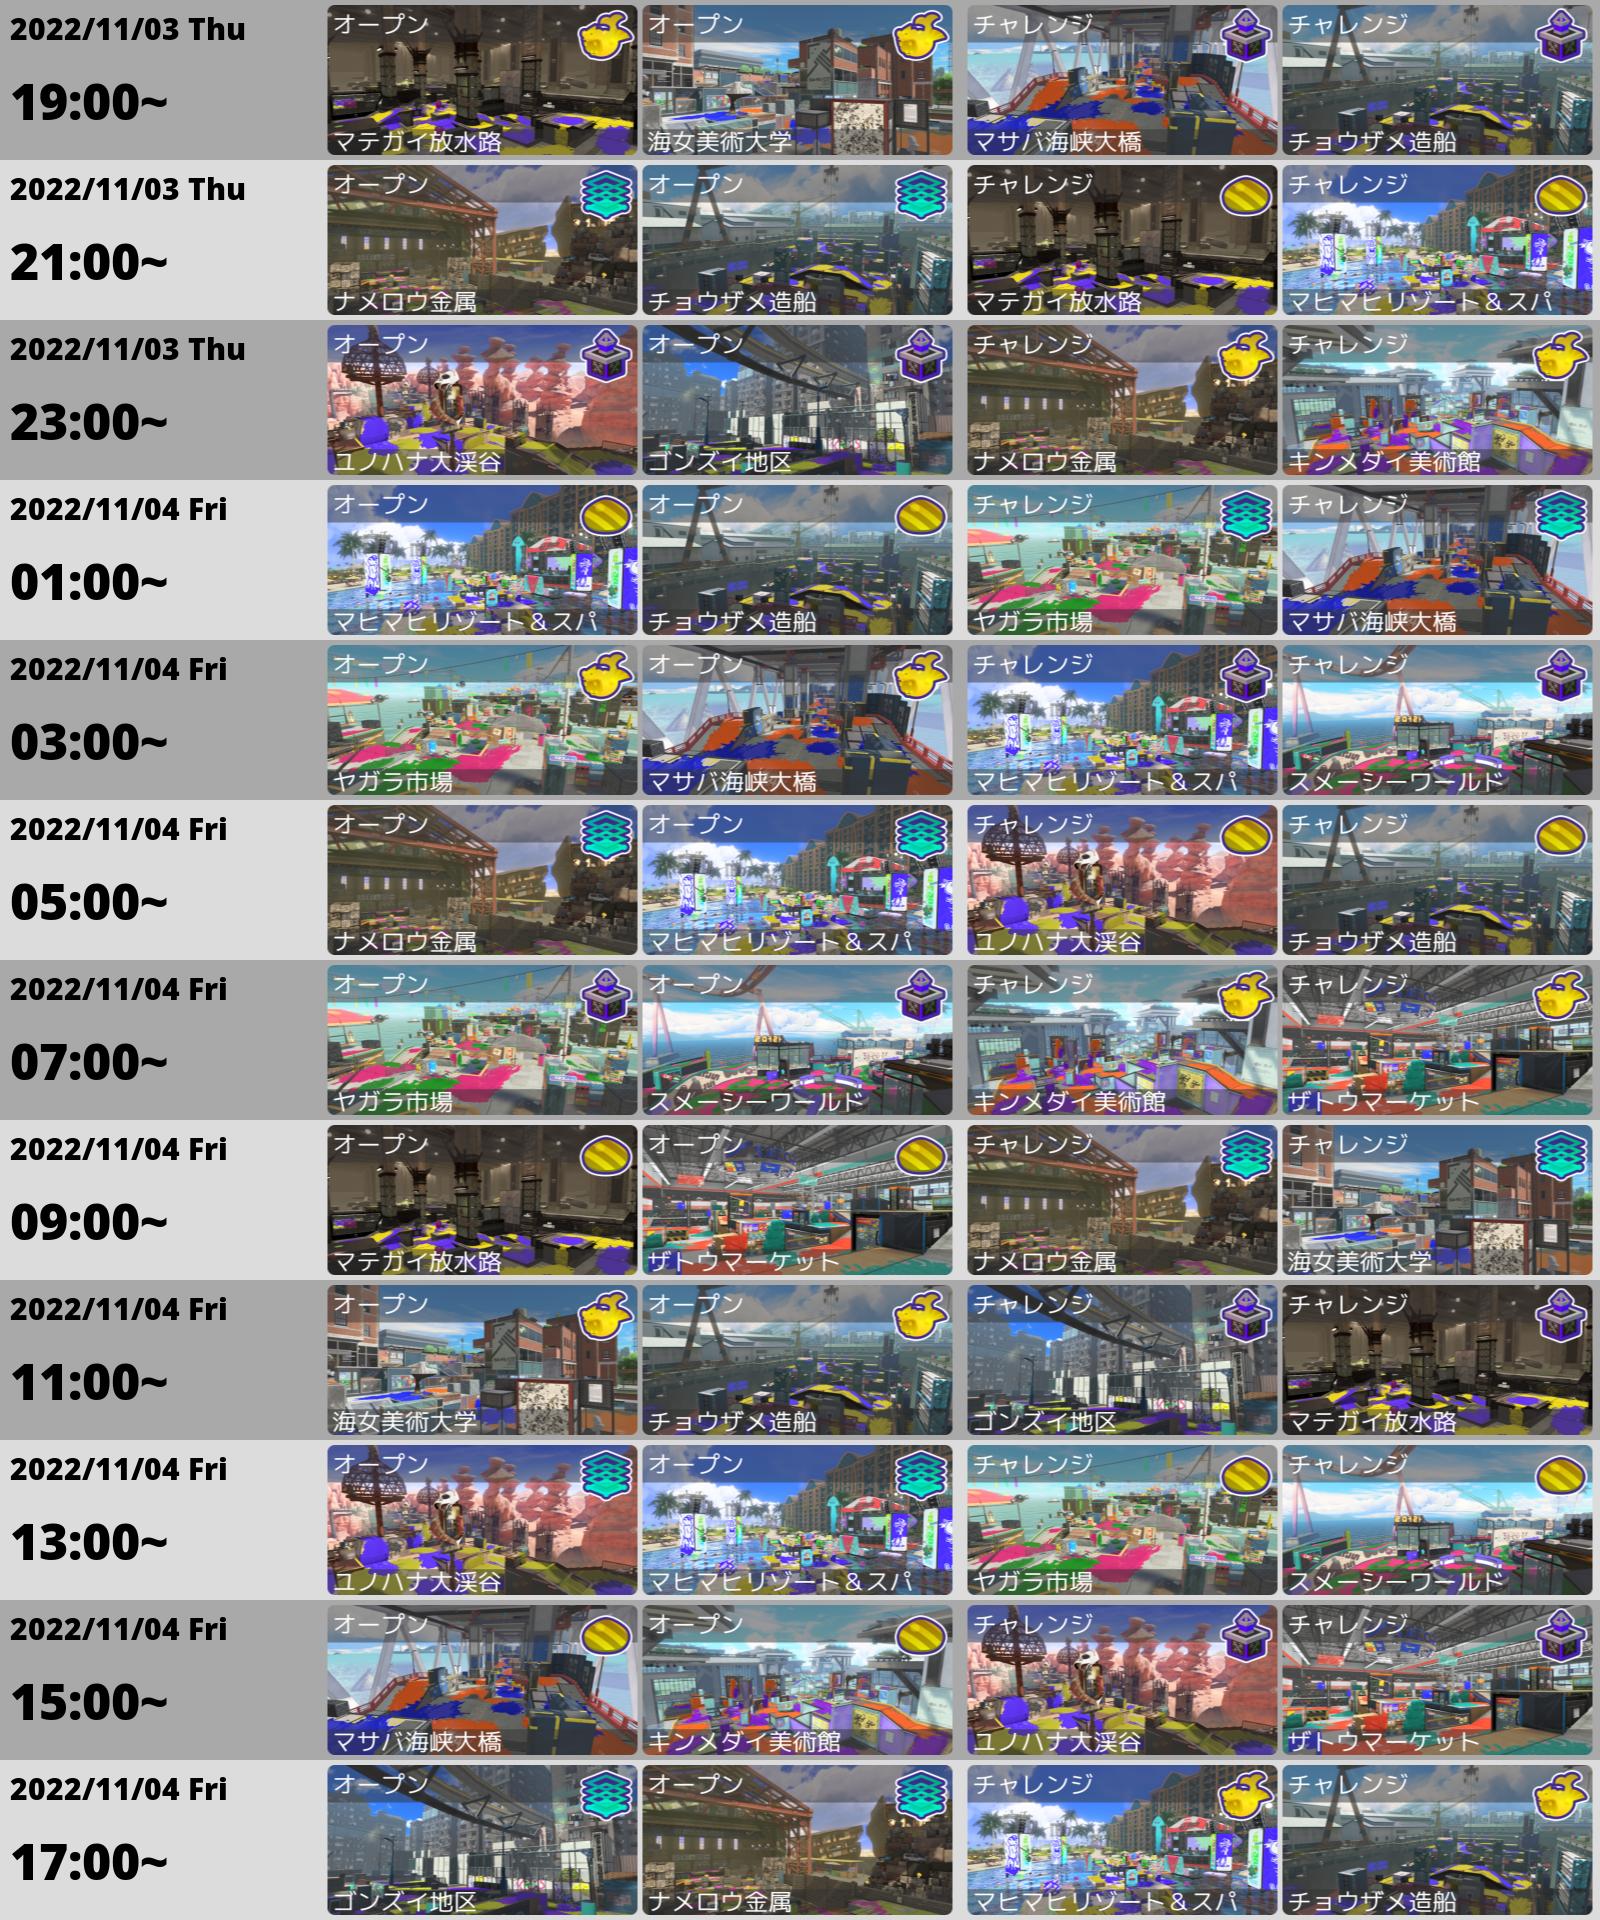 2022/11/03 Thu
19:00~
オープン
マテガイ放水路
オープン
海女美術大学
チャレンジ
マサバ海峡大橋
チャレンジ
チョウザメ造船
2022/11/03 Thu
21:00~
オープン
ナメロウ金属
オープン
チョウザメ造船
チャレンジ
マテガイ放水路
チャレンジ
マヒマヒリゾート＆スパ
2022/11/03 Thu
23:00~
オープン
ユノハナ大渓谷
オープン
ゴンズイ地区
チャレンジ
ナメロウ金属
チャレンジ
キンメダイ美術館
2022/11/04 Fri
01:00~
オープン
マヒマヒリゾート＆スパ
オープン
チョウザメ造船
チャレンジ
ヤガラ市場
チャレンジ
マサバ海峡大橋
2022/11/04 Fri
03:00~
オープン
ヤガラ市場
オープン
マサバ海峡大橋
チャレンジ
マヒマヒリゾート＆スパ
チャレンジ
スメーシーワールド
2022/11/04 Fri
05:00~
オープン
ナメロウ金属
オープン
マヒマヒリゾート＆スパ
チャレンジ
ユノハナ大渓谷
チャレンジ
チョウザメ造船
2022/11/04 Fri
07:00~
オープン
ヤガラ市場
オープン
スメーシーワールド
チャレンジ
キンメダイ美術館
チャレンジ
ザトウマーケット
2022/11/04 Fri
09:00~
オープン
マテガイ放水路
オープン
ザトウマーケット
チャレンジ
ナメロウ金属
チャレンジ
海女美術大学
2022/11/04 Fri
11:00~
オープン
海女美術大学
オープン
チョウザメ造船
チャレンジ
ゴンズイ地区
チャレンジ
マテガイ放水路
2022/11/04 Fri
13:00~
オープン
ユノハナ大渓谷
オープン
マヒマヒリゾート＆スパ
チャレンジ
ヤガラ市場
チャレンジ
スメーシーワールド
2022/11/04 Fri
15:00~
オープン
マサバ海峡大橋
オープン
キンメダイ美術館
チャレンジ
ユノハナ大渓谷
チャレンジ
ザトウマーケット
2022/11/04 Fri
17:00~
オープン
ゴンズイ地区
オープン
ナメロウ金属
チャレンジ
マヒマヒリゾート＆スパ
チャレンジ
チョウザメ造船